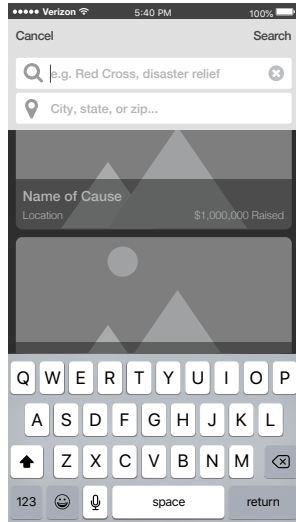 Verizon 5:40 PM 100%
Cancel Search
e.g. Red Cross, disaster relief
City, state, or zip...
Name of Cause
Location $1,000,000 Raised
Q W E R T Y U I O P
A S D F G H J K L
Z X C V B N M
123 space return